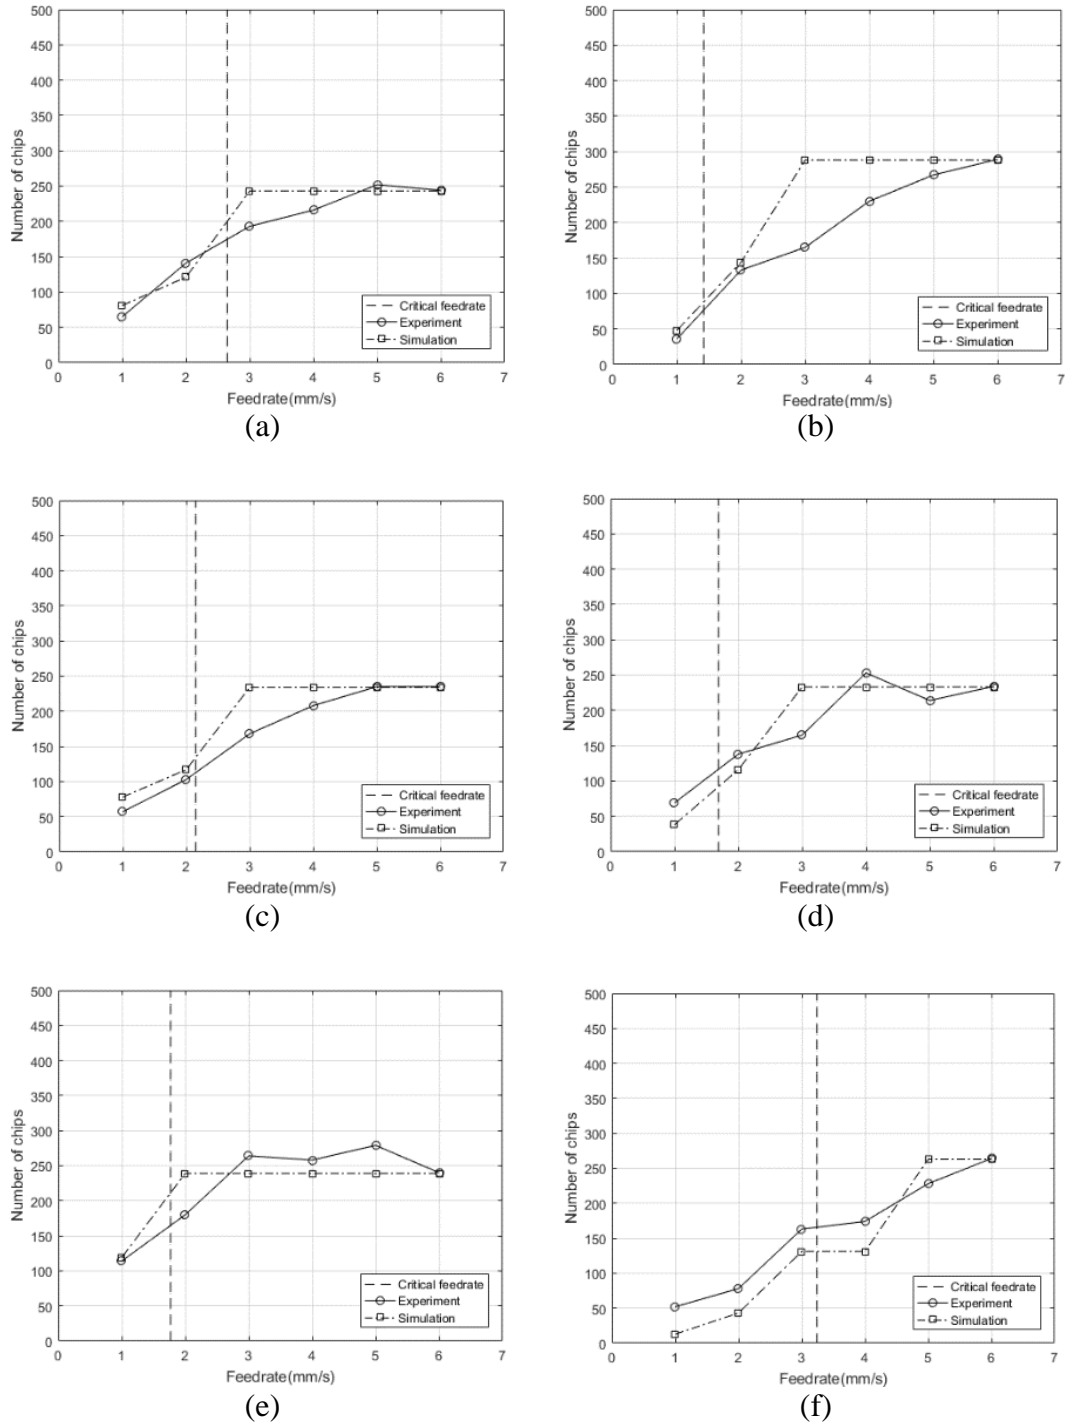 500
450
400
350
300
250
200
150
100
50
0
Number of chips
0 1 2 3 4 5 6 7
Feedrate(mm/s)
Critical feedrate
Experiment
Simulation
(a)
500
450
400
350
300
250
200
150
100
50
0
Number of chips
0 1 2 3 4 5 6 7
Feedrate(mm/s)
Critical feedrate
Experiment
Simulation
(b)
500
450
400
350
300
250
200
150
100
50
0
Number of chips
0 1 2 3 4 5 6 7
Feedrate(mm/s)
Critical feedrate
Experiment
Simulation
(c)
500
450
400
350
300
250
200
150
100
50
0
Number of chips
0 1 2 3 4 5 6 7
Feedrate(mm/s)
Critical feedrate
Experiment
Simulation
(d)
500
450
400
350
300
250
200
150
100
50
0
Number of chips
0 1 2 3 4 5 6 7
Feedrate(mm/s)
Critical feedrate
Experiment
Simulation
(e)
500
450
400
350
300
250
200
150
100
50
0
Number of chips
0 1 2 3 4 5 6 7
Feedrate(mm/s)
Critical feedrate
Experiment
Simulation
(f)